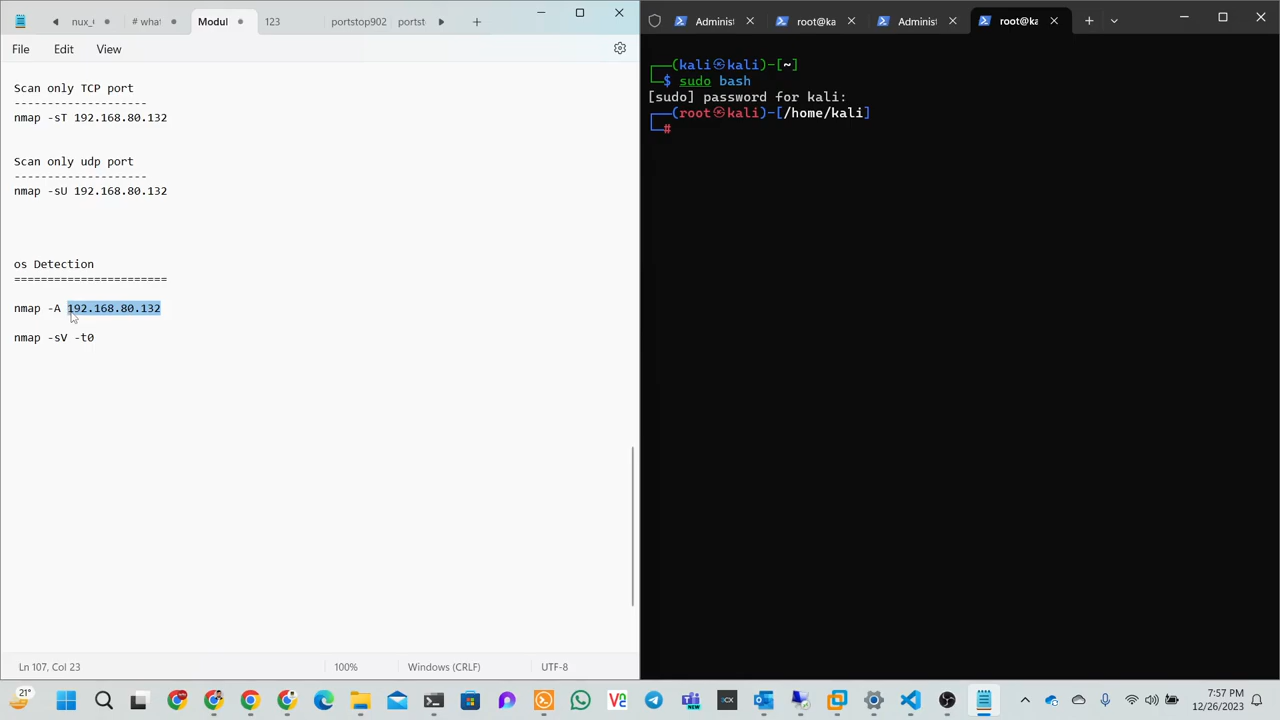 nux_i
# what
Modul
123
portstop902
portst
File
Edit
View
Scan only TCP port
--------------------
nmap -sT 192.168.80.132
Scan only udp port
--------------------
nmap -sU 192.168.80.132
os Detection
=======================
nmap -A 192.168.80.132
nmap -sV -t0
Ln 107, Col 23
100%
Windows (CRLF)
UTF-8
Administ
root@ka
Administ
root@ka
┌──(kali㉿kali)-[~]
└─$ sudo bash
[sudo] password for kali:
┌──(root㉿kali)-[/home/kali]
└─#
21°
NEW
7:57 PM
12/26/2023